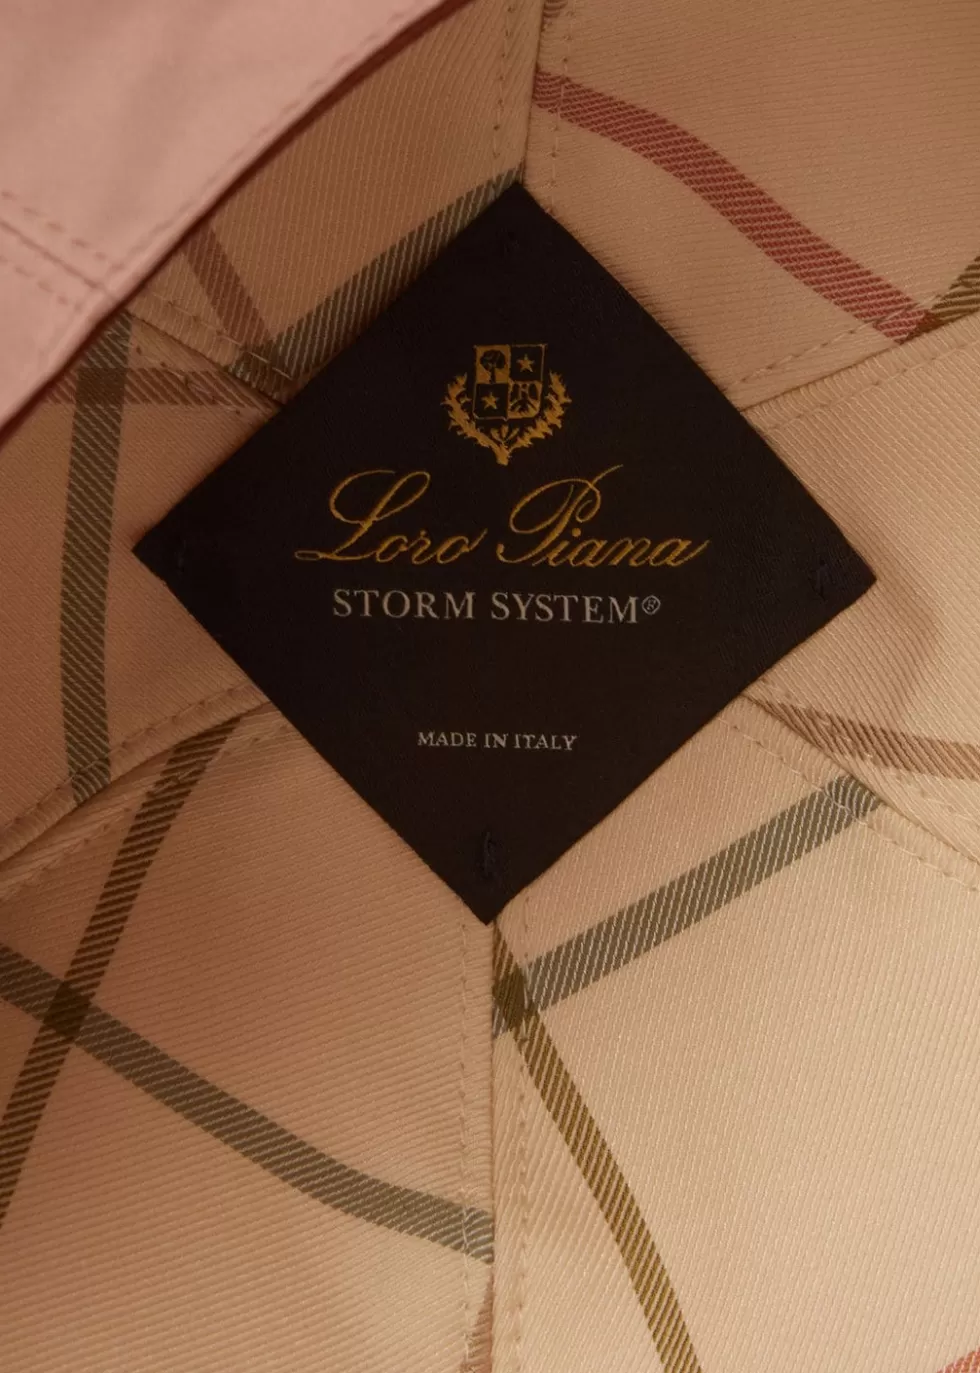 Loro Piana
STORM SYSTEM®
MADE IN ITALY